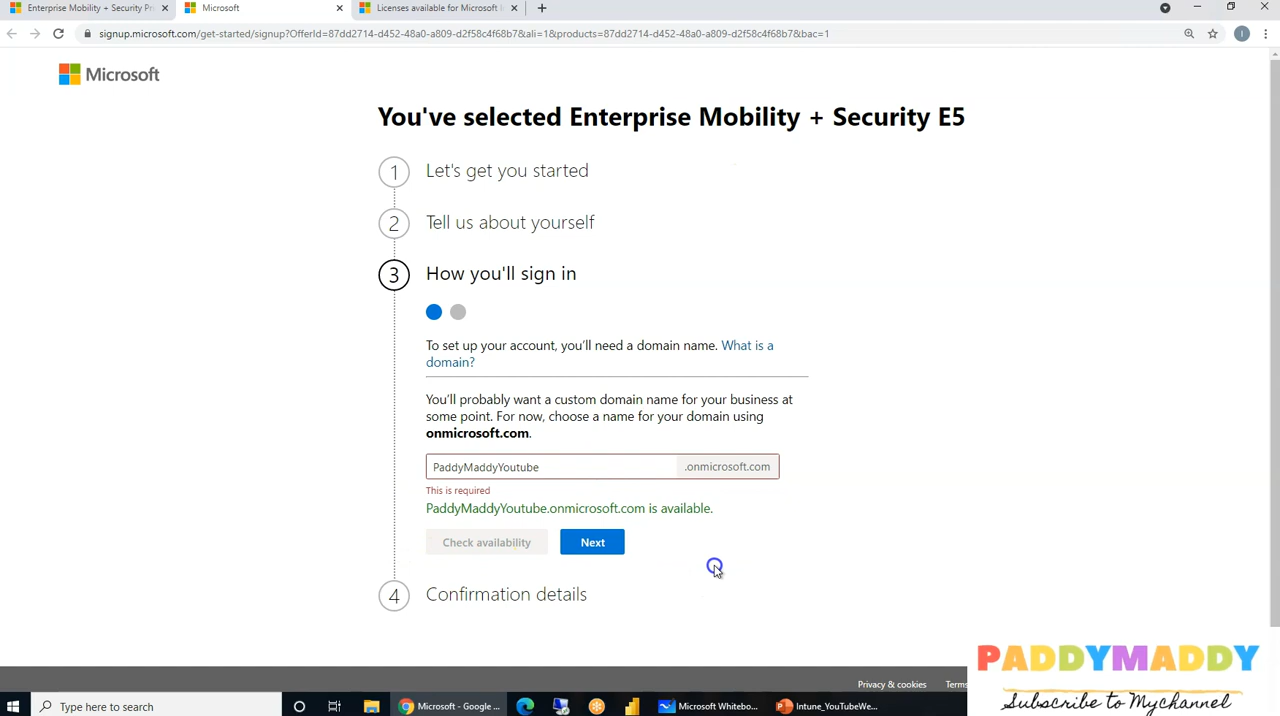 Enterprise Mobility + Security Pr
Microsoft
Licenses available for Microsoft I
signup.microsoft.com/get-started/signup?OfferId=87dd2714-d452-48a0-a809-d2f58c4f68b7&ali=1&products=87dd2714-d452-48a0-a809-d2f58c4f68b7&bac=1
I
Microsoft
You've selected Enterprise Mobility + Security E5
1 Let's get you started
2 Tell us about yourself
3 How you'll sign in
To set up your account, you'll need a domain name. What is a
domain?
You'll probably want a custom domain name for your business at
some point. For now, choose a name for your domain using
onmicrosoft.com.
PaddyMaddyYoutube .onmicrosoft.com
This is required
PaddyMaddyYoutube.onmicrosoft.com is available.
Check availability Next
4 Confirmation details
PADDYMADDY
Privacy & cookies Terms
Subscribe to Mychannel
Type here to search
Microsoft - Google ...
Microsoft Whitebo...
Intune_YouTubeWe...